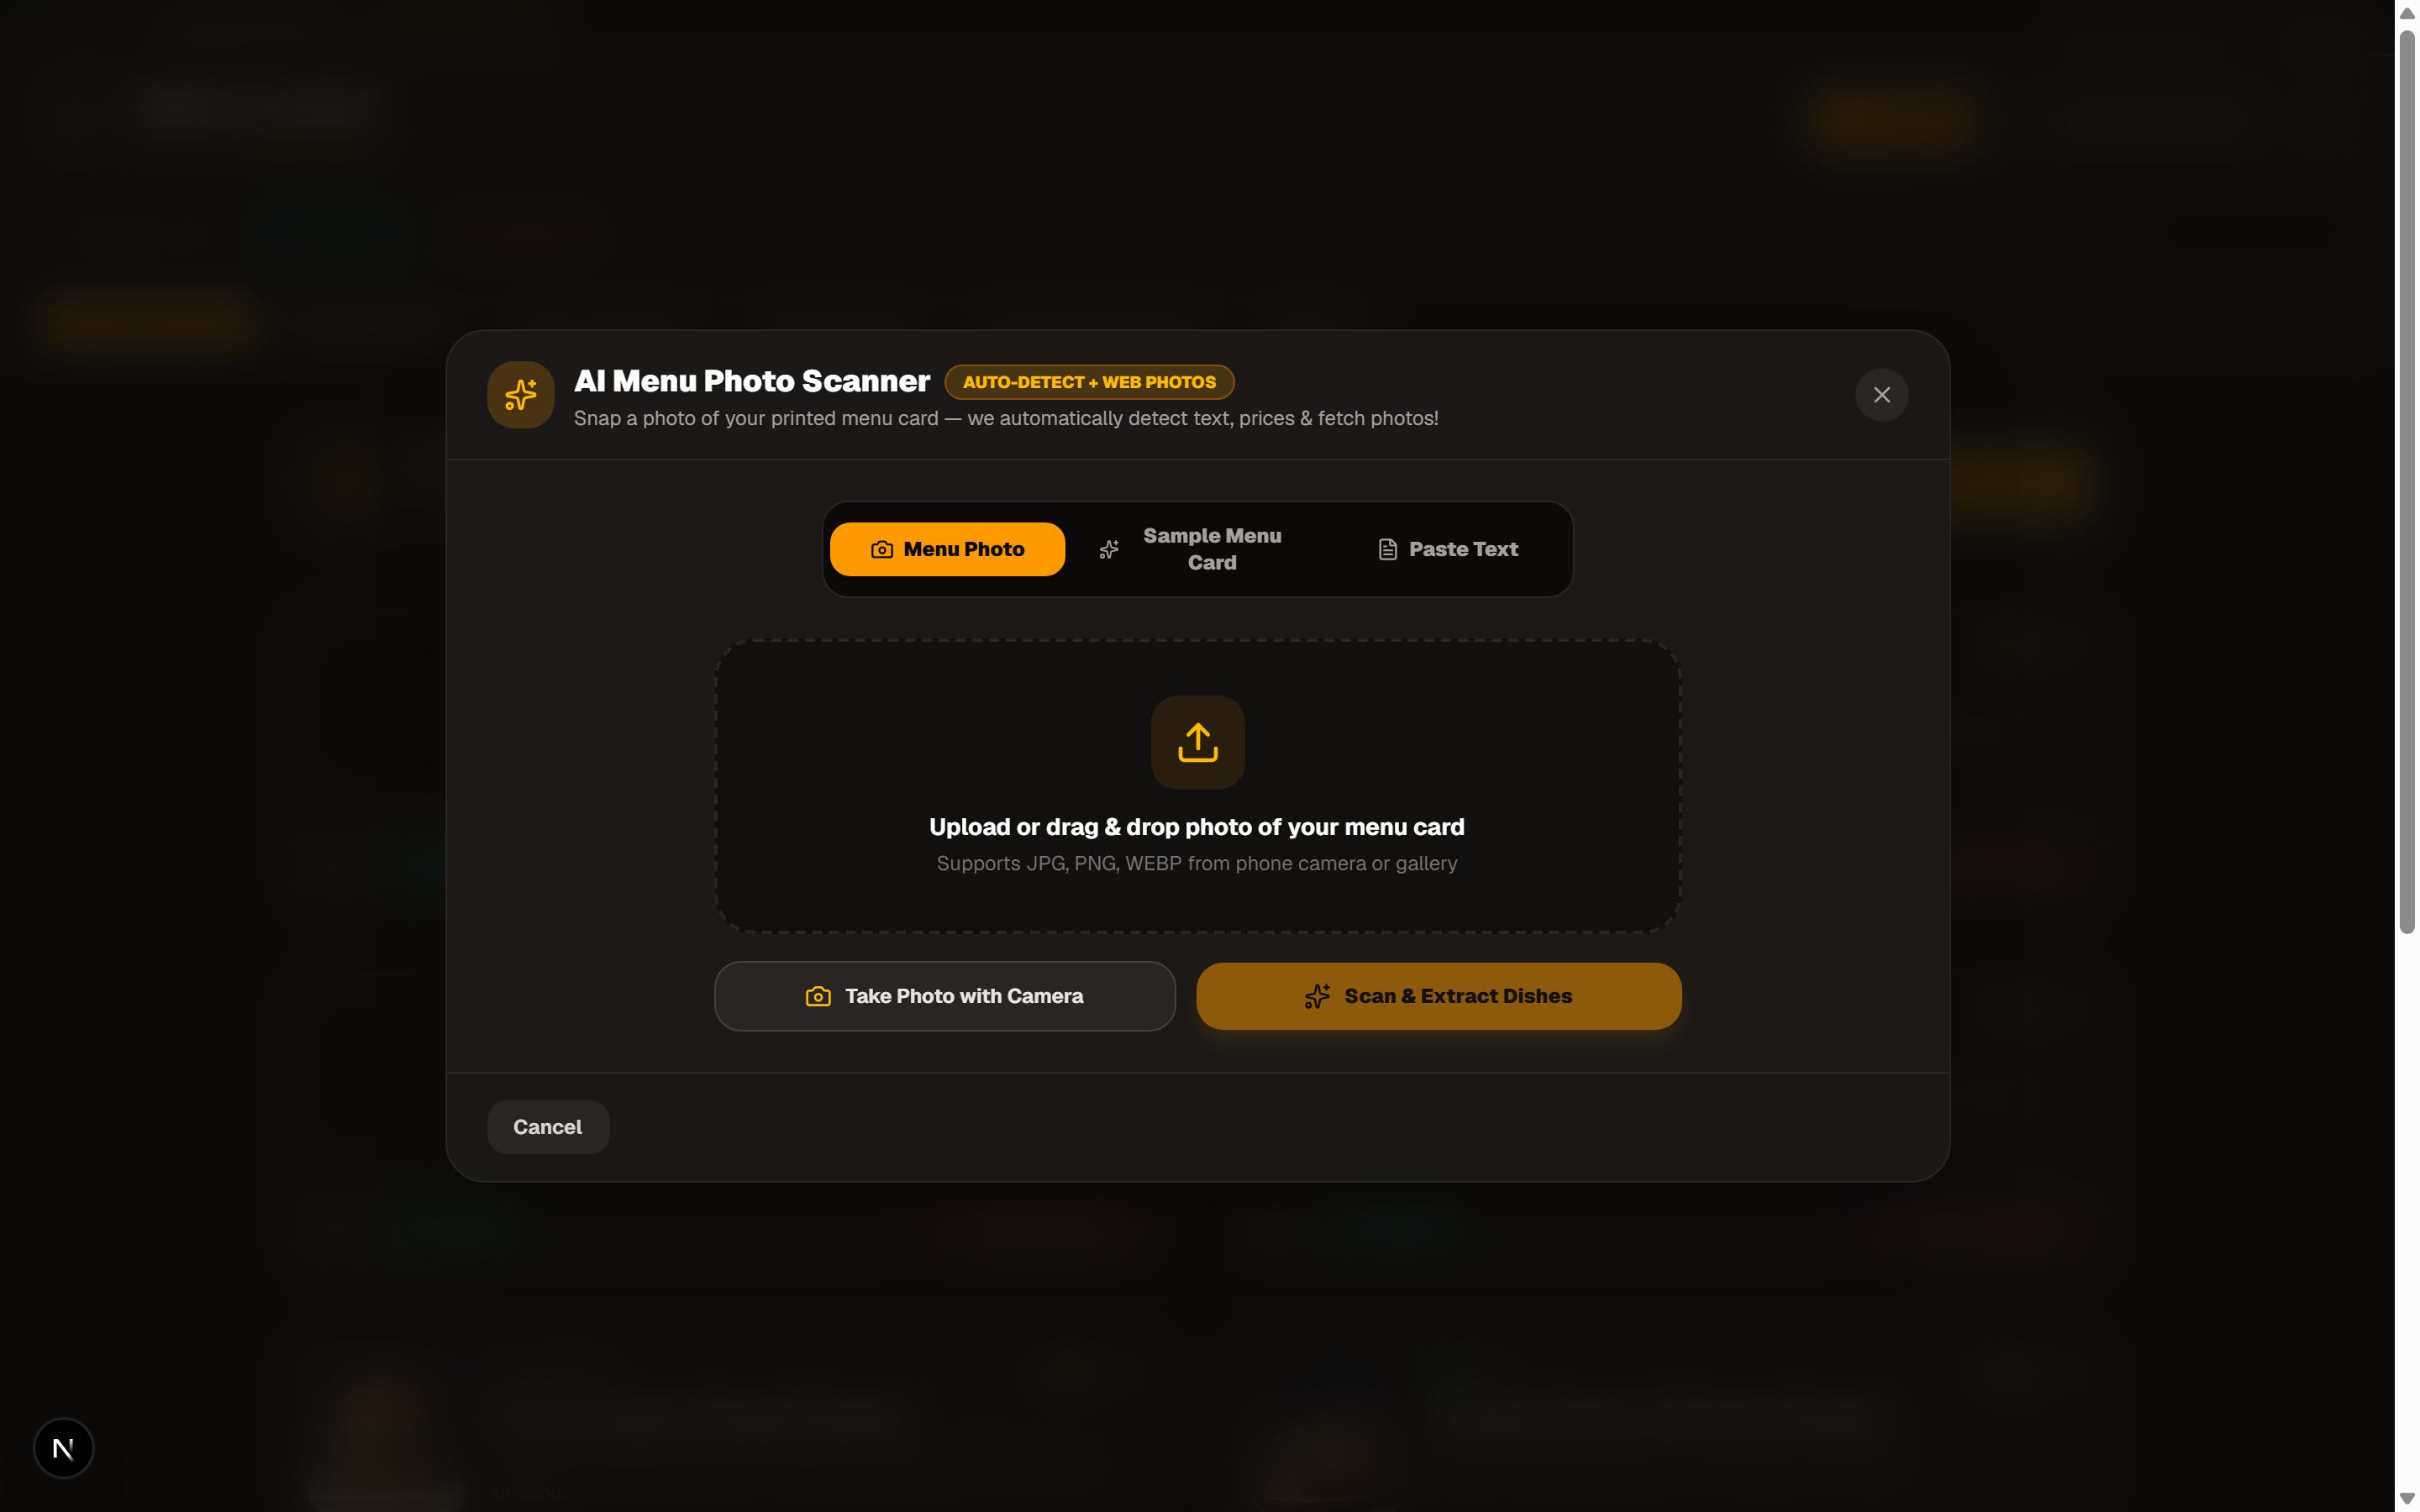 AI Menu Photo Scanner
AUTO-DETECT + WEB PHOTOS
Snap a photo of your printed menu card — we automatically detect text, prices & fetch photos!
Menu Photo
Sample Menu
Card
Paste Text
Upload or drag & drop photo of your menu card
Supports JPG, PNG, WEBP from phone camera or gallery
Take Photo with Camera
Scan & Extract Dishes
Cancel
N